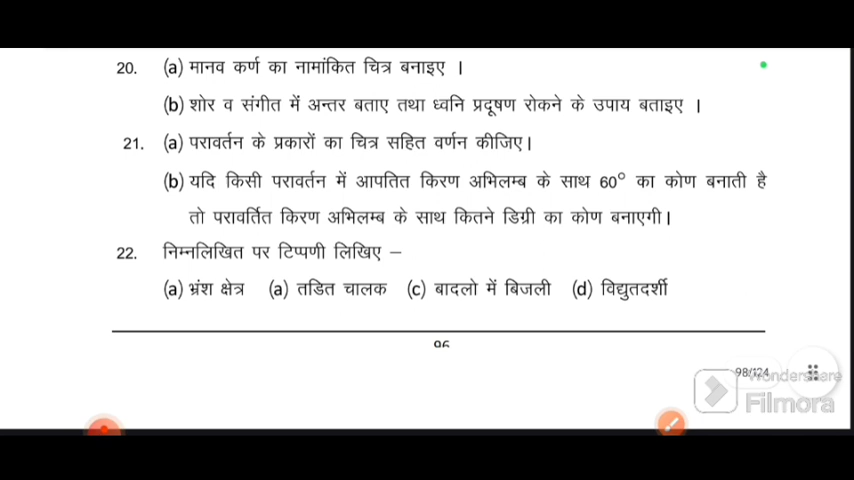 20. (a) मानव कर्ण का नामांकित चित्र बनाइए ।
(b) शोर व संगीत में अन्तर बताए तथा ध्वनि प्रदूषण रोकने के उपाय बताइए ।
21. (a) परावर्तन के प्रकारों का चित्र सहित वर्णन कीजिए।
(b) यदि किसी परावर्तन में आपतित किरण अभिलम्ब के साथ 60° का कोण बनाती है
तो परावर्तित किरण अभिलम्ब के साथ कितने डिग्री का कोण बनाएगी।
22. निम्नलिखित पर टिप्पणी लिखिए –
(a) भ्रंश क्षेत्र (a) तडित चालक (c) बादलो में बिजली (d) विद्युतदर्शी
96
98/124
Wondershare
Filmora